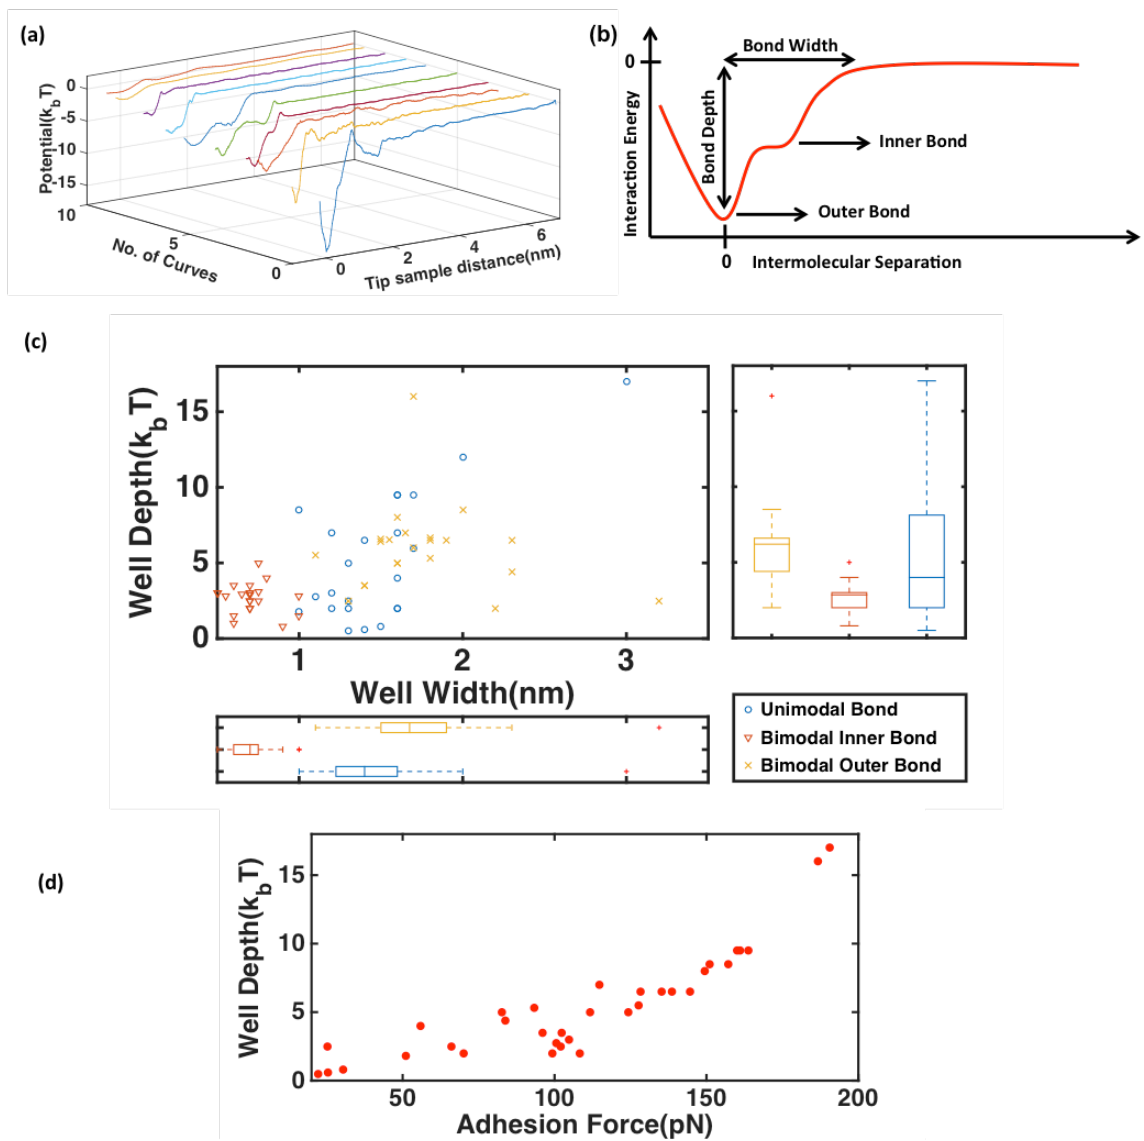 (a)
0
-5
-10
-15
Potential(kbT)
10
5
0
No. of Curves
0
2
4
6
Tip sample distance(nm)
(b)
Bond Width
0
Bond Depth
Interaction Energy
Inner Bond
Outer Bond
0
Intermolecular Separation
(c)
15
10
5
0
Well Depth(kbT)
1
2
3
Well Width(nm)
Unimodal Bond
Bimodal Inner Bond
Bimodal Outer Bond
(d)
15
10
5
0
Well Depth(kbT)
50
100
150
200
Adhesion Force(pN)